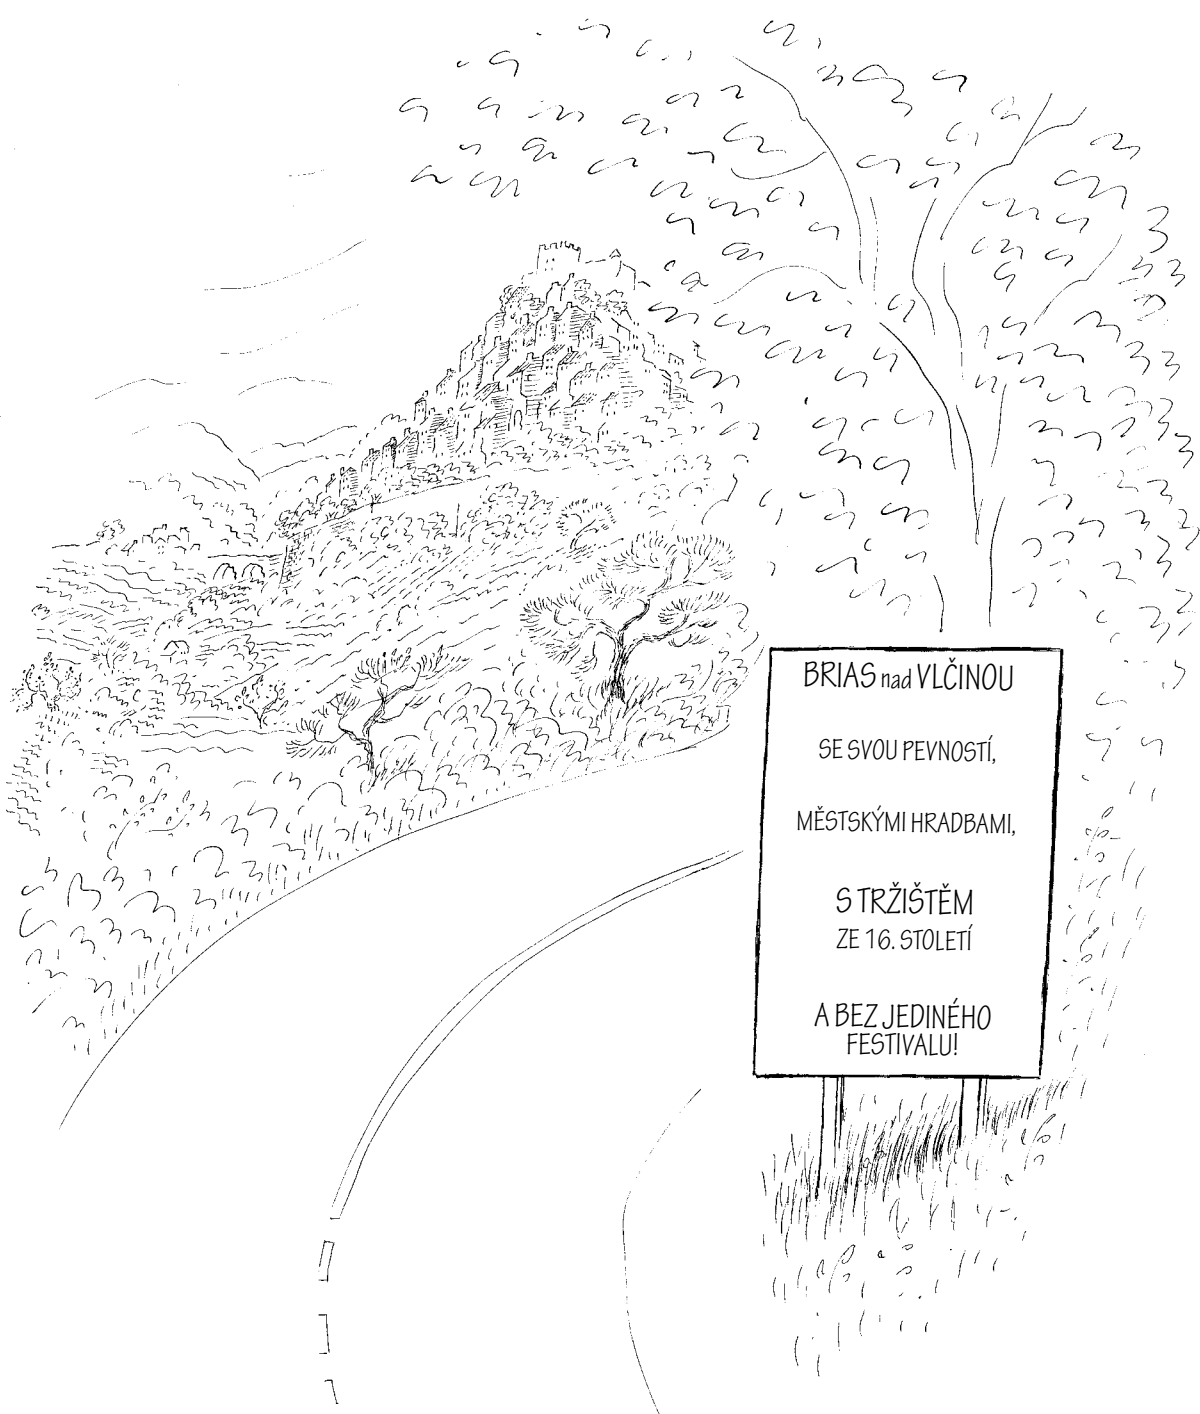 BRIAS nad VLČINOU
SE SVOU PEVNOSTÍ,
MĚSTSKÝMI HRADBAMI,
S TRŽIŠTĚM
ZE 16. STOLETÍ
A BEZ JEDINÉHO
FESTIVALU!